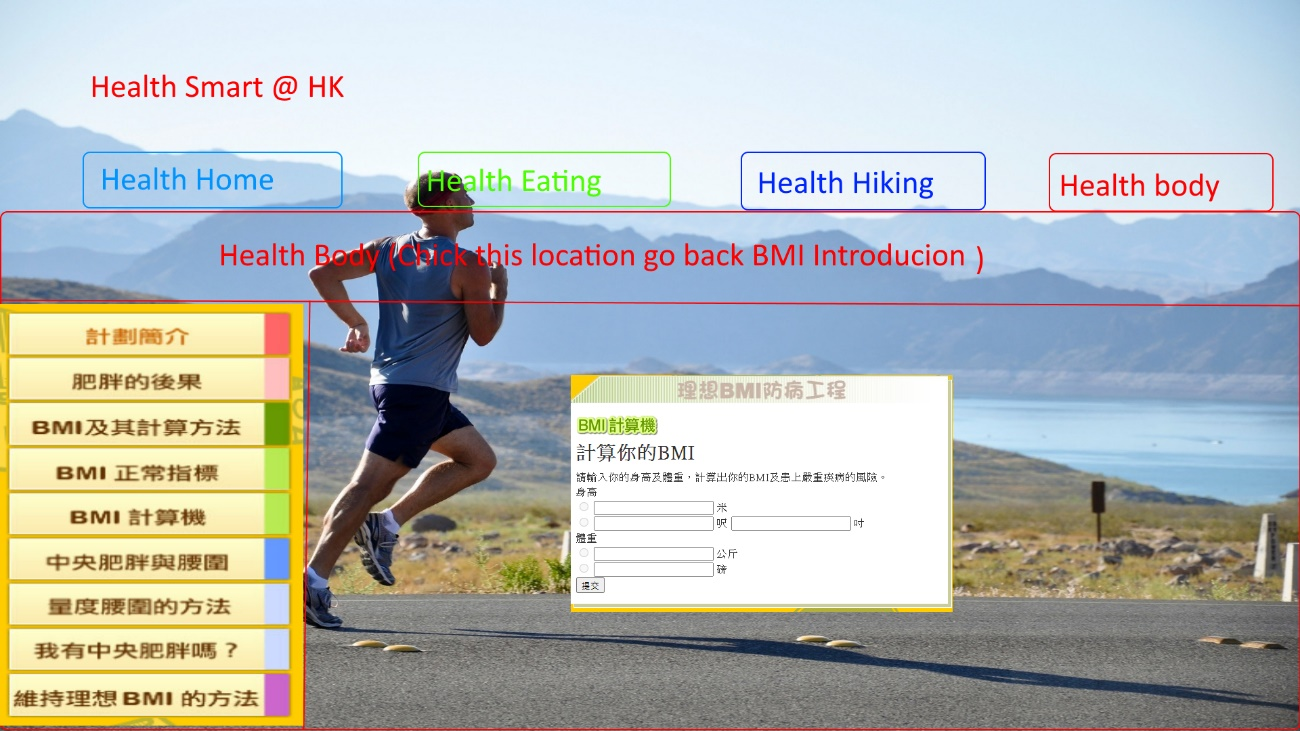 Health Smart @ HK
Health Home
Health Eating
Health Hiking
Health body
Health Body (Chick this location go back BMI Introducion )
計劃簡介
肥胖的後果
BMI及其計算方法
BMI 正常指標
BMI 計算機
中央肥胖與腰圍
量度腰圍的方法
我有中央肥胖嗎？
維持理想 BMI 的方法
理想BMI防病工程
BMI 計算機
計算你的BMI
請輸入你的身高及體重，計算出你的BMI及患上嚴重疾病的風險。
身高
米
呎 吋
體重
公斤
磅
提交